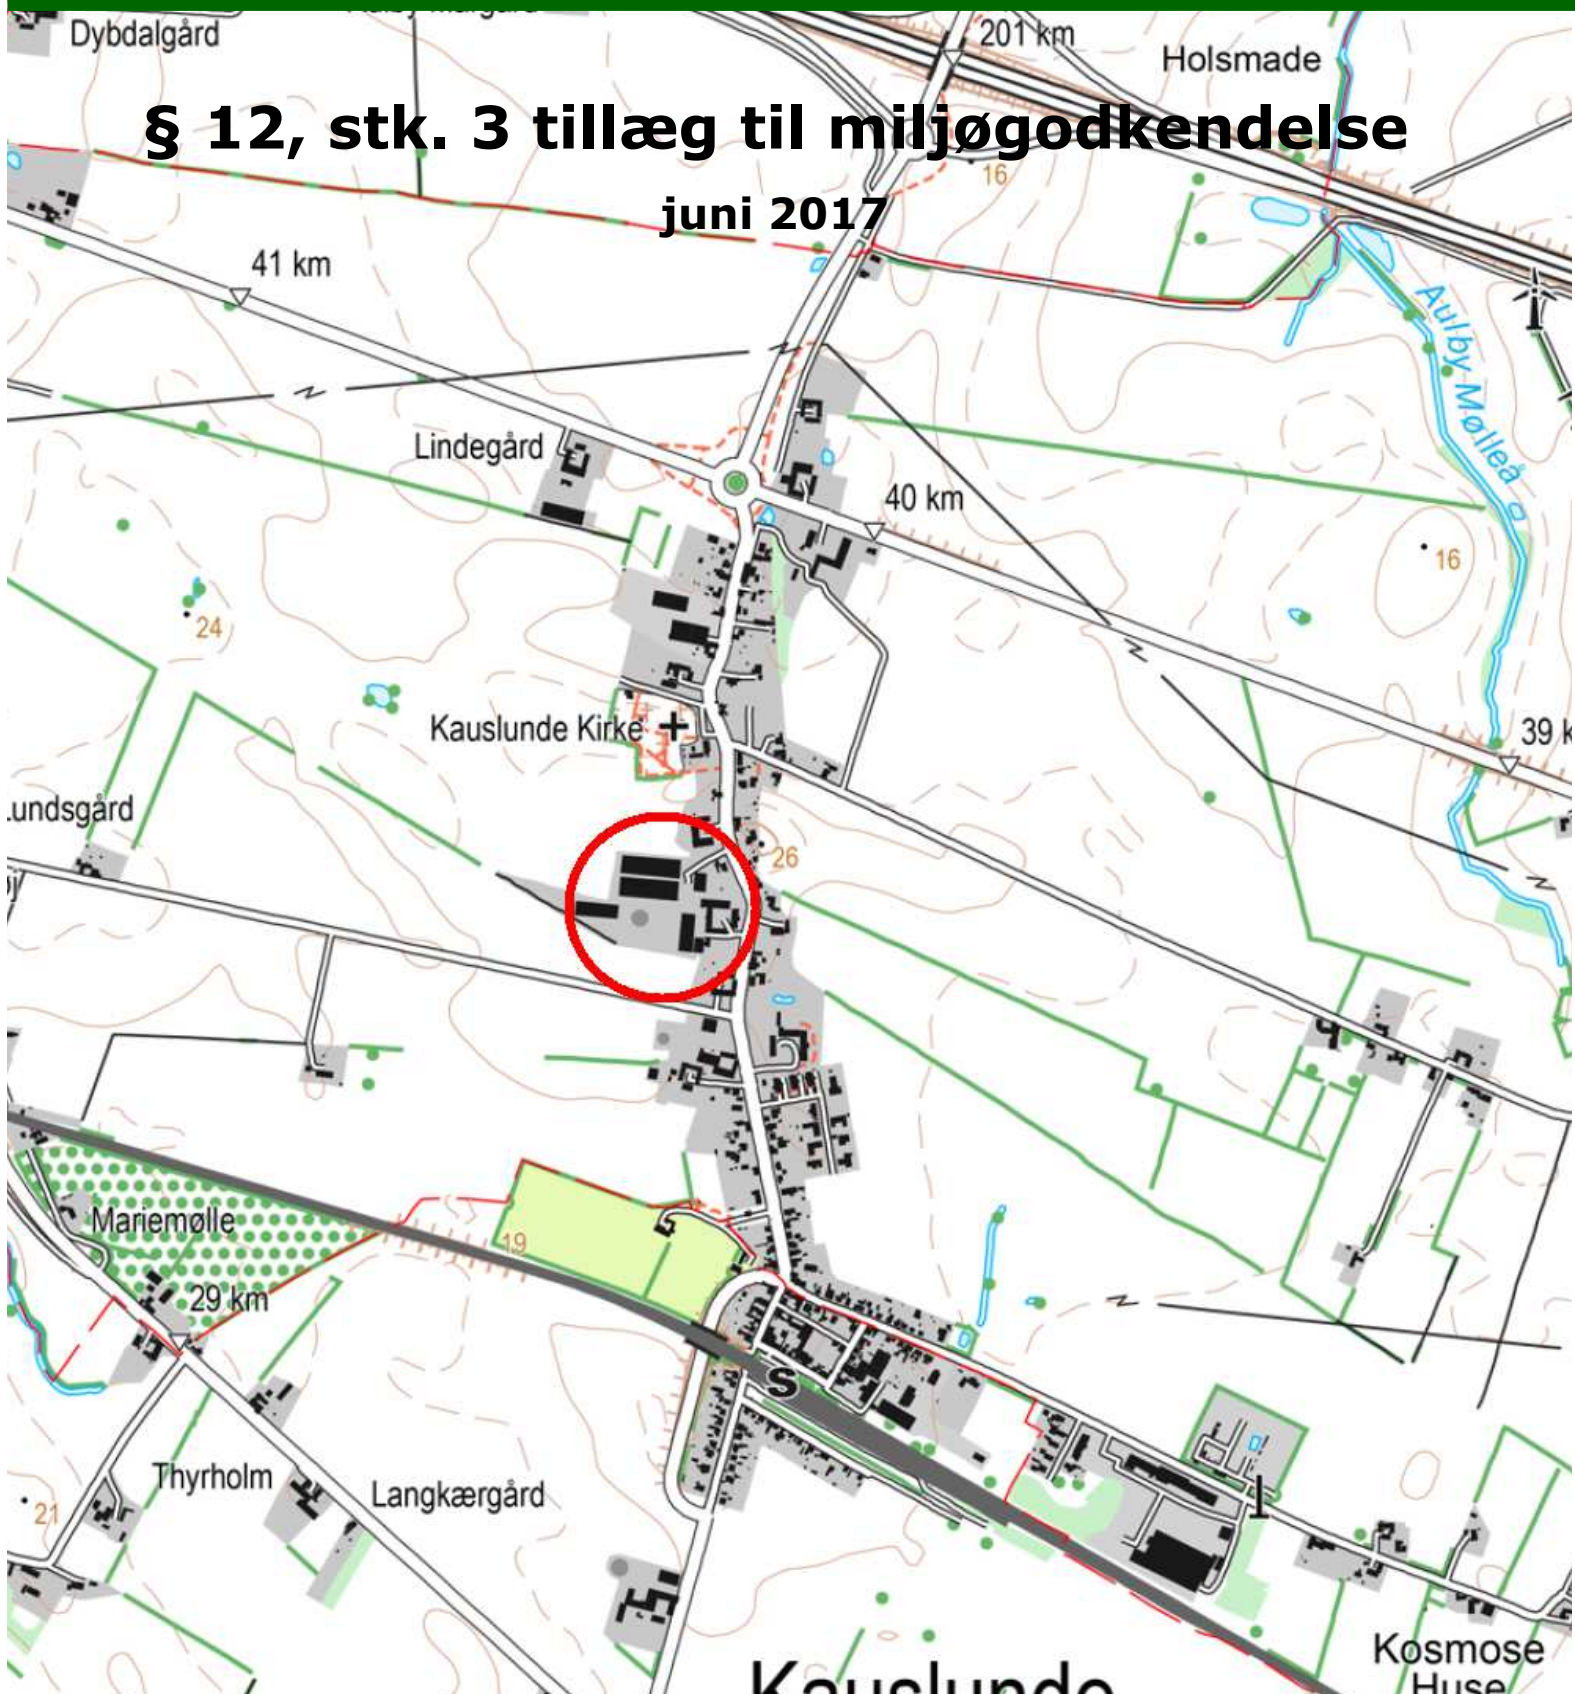 Dybdalgård
201 km
Holsmade
§ 12, stk. 3 tillæg til miljøgodkendelse
16
juni 2017
41 km
Aulby Mølleå
Lindegård
40 km
16
24
Kauslunde Kirke
39 k
undsgård
26
Mariemølle
19
29 km
S
Thyrholm
Langkærgård
21
Kosmose
Huse
Kauslunde